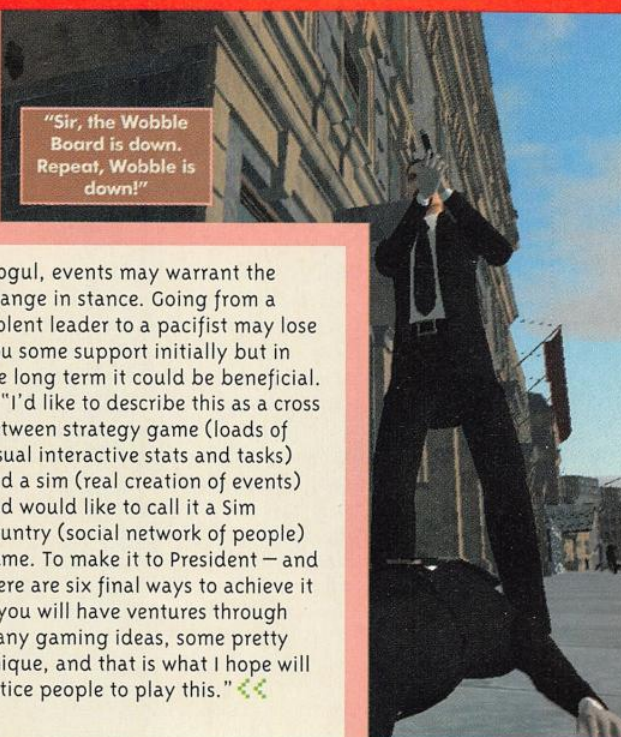 “Sir, the Wobble
Board is down.
Repeat, Wobble is
down!”
ogul, events may warrant the
ange in stance. Going from a
olent leader to a pacifist may lose
u some support initially but in
e long term it could be beneficial.
“I’d like to describe this as a cross
tween strategy game (loads of
sual interactive stats and tasks)
d a sim (real creation of events)
d would like to call it a Sim
untry (social network of people)
me. To make it to President — and
ere are six final ways to achieve it
you will have ventures through
any gaming ideas, some pretty
ique, and that is what I hope will
tice people to play this.”